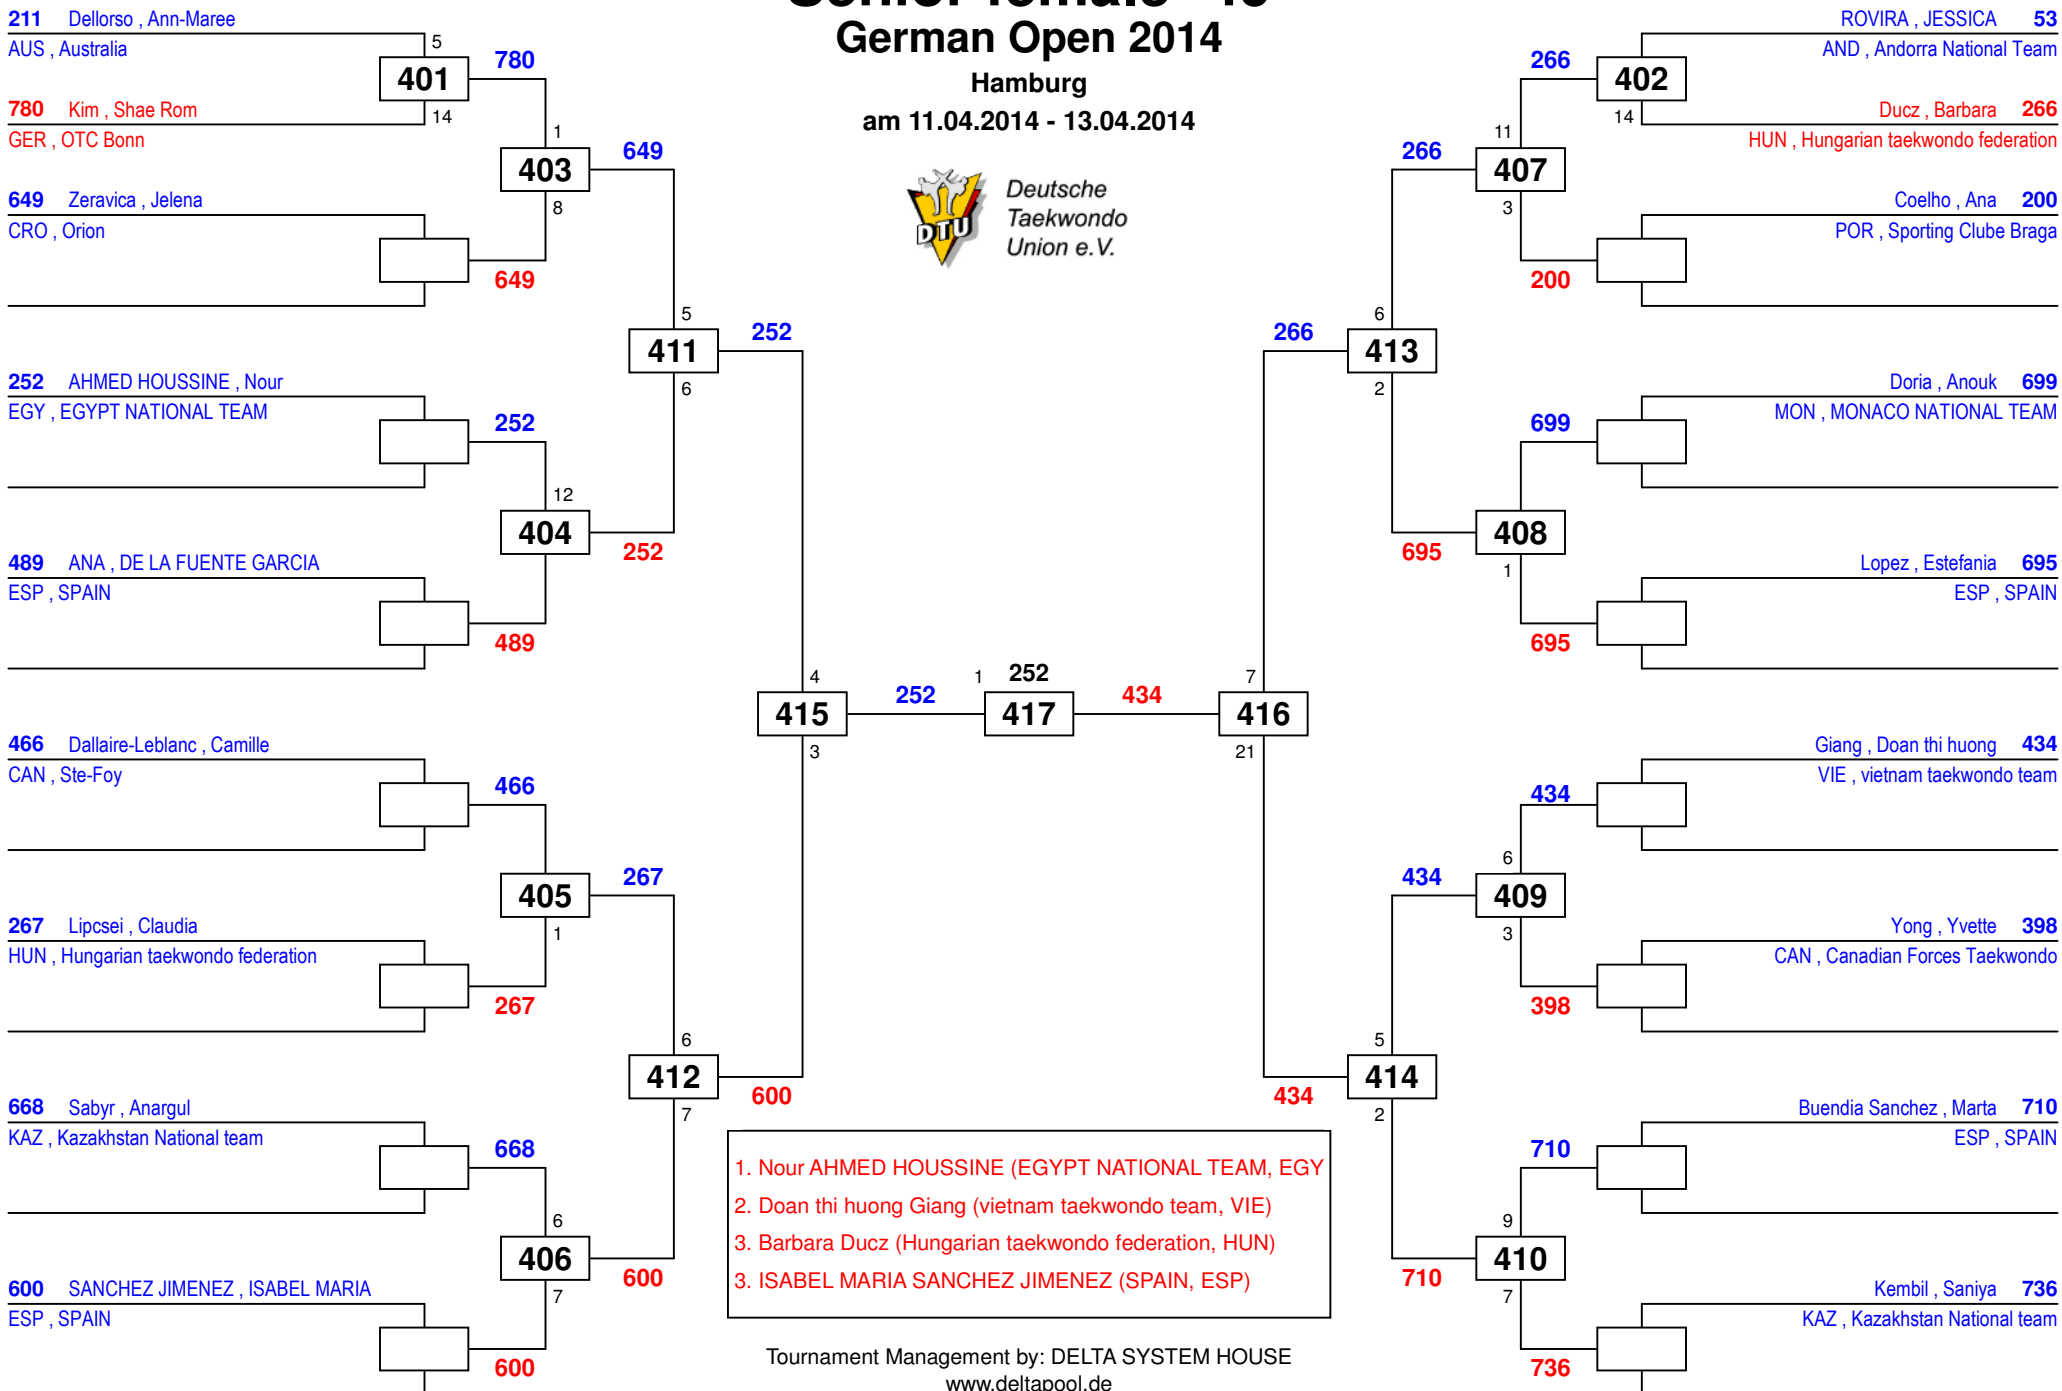 German Open 2014
Hamburg
am 11.04.2014 - 13.04.2014
DTU
Deutsche
Taekwondo
Union e.V.
211 Dellorso , Ann-Maree
AUS , Australia
5
401
780
14
780 Kim , Shae Rom
GER , OTC Bonn
1
403
649
8
649 Zeravica , Jelena
CRO , Orion
649
5
411
252
6
252 AHMED HOUSSINE , Nour
EGY , EGYPT NATIONAL TEAM
252
12
404
252
489 ANA , DE LA FUENTE GARCIA
ESP , SPAIN
489
4
415
252
3
466 Dallaire-Leblanc , Camille
CAN , Ste-Foy
466
405
267
1
267 Lipcsei , Claudia
HUN , Hungarian taekwondo federation
267
6
412
600
7
668 Sabyr , Anargul
KAZ , Kazakhstan National team
668
6
406
600
7
600 SANCHEZ JIMENEZ , ISABEL MARIA
ESP , SPAIN
600
1
252
417
434
ROVIRA , JESSICA 53
AND , Andorra National Team
266
402
14
Ducz , Barbara 266
HUN , Hungarian taekwondo federation
11
266
407
3
Coelho , Ana 200
POR , Sporting Clube Braga
200
6
266
413
2
Doria , Anouk 699
MON , MONACO NATIONAL TEAM
699
408
695
1
Lopez , Estefania 695
ESP , SPAIN
695
7
416
21
Giang , Doan thi huong 434
VIE , vietnam taekwondo team
434
6
434
409
3
Yong , Yvette 398
CAN , Canadian Forces Taekwondo
398
5
414
434
2
Buendia Sanchez , Marta 710
ESP , SPAIN
710
9
410
710
7
Kembil , Saniya 736
KAZ , Kazakhstan National team
736
1. Nour AHMED HOUSSINE (EGYPT NATIONAL TEAM, EGY
2. Doan thi huong Giang (vietnam taekwondo team, VIE)
3. Barbara Ducz (Hungarian taekwondo federation, HUN)
3. ISABEL MARIA SANCHEZ JIMENEZ (SPAIN, ESP)
Tournament Management by: DELTA SYSTEM HOUSE
www.deltapool.de